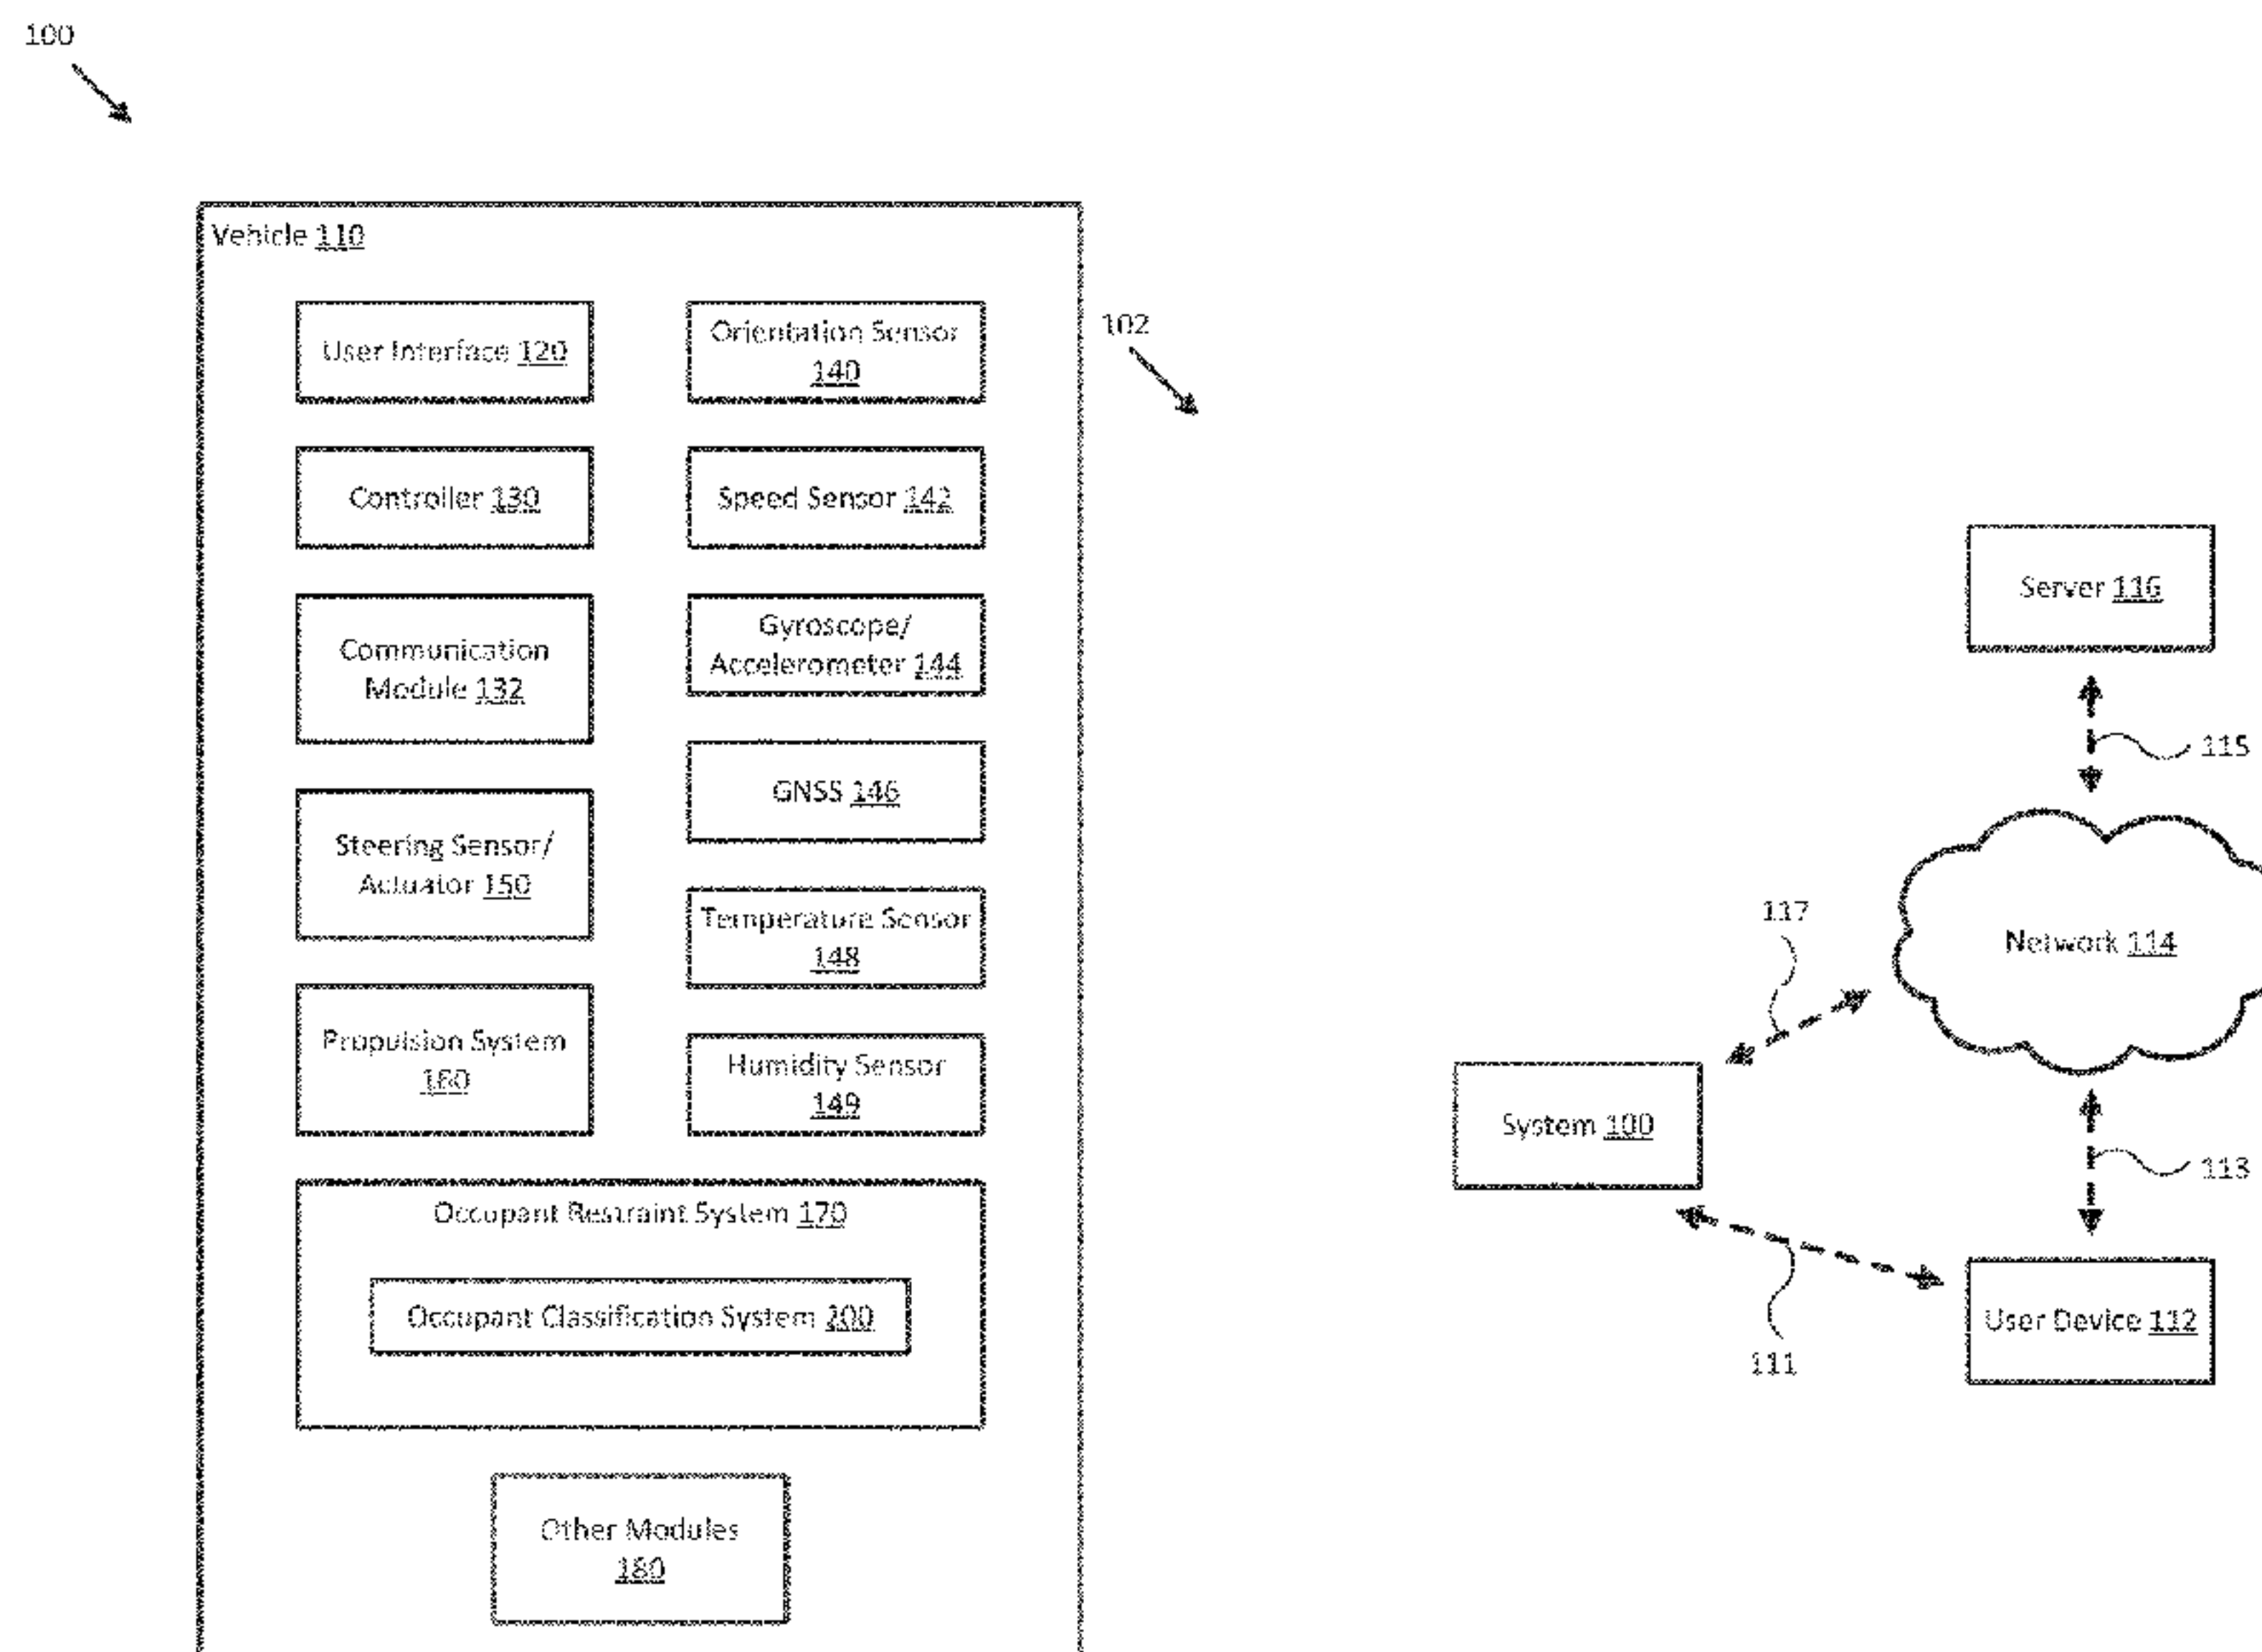 100
Vehicle 110
User Interface 120
Orientation Sensor
140
Controller 130
Speed Sensor 142
Communication
Module 132
Gyroscope/
Accelerometer 144
GNSS 146
Steering Sensor/
Actuator 150
Temperature Sensor
148
Propulsion System
160
Humidity Sensor
149
Occupant Restraint System 170
Occupant Classification System 200
Other Modules
180
102
Server 116
115
Network 114
117
System 100
113
User Device 112
111